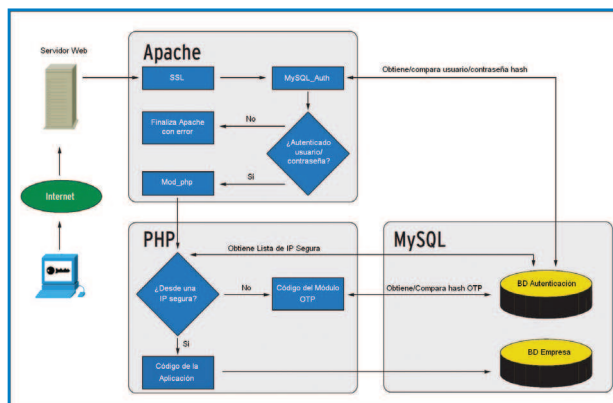 Servidor Web
Apache
SSL
MySQL_Auth
Obtiene/compara usuario/contraseña hash
Finaliza Apache
con error
No
¿Autenticado
usuario/
contraseña?
Mod_php
Si
Internet
PHP
MySQL
Obtiene Lista de IP Segura
¿Desde una
IP segura?
No
Código del Módulo
OTP
Obtiene/Compara hash OTP
BD Autenticación
Si
Código de la
Aplicación
BD Empresa